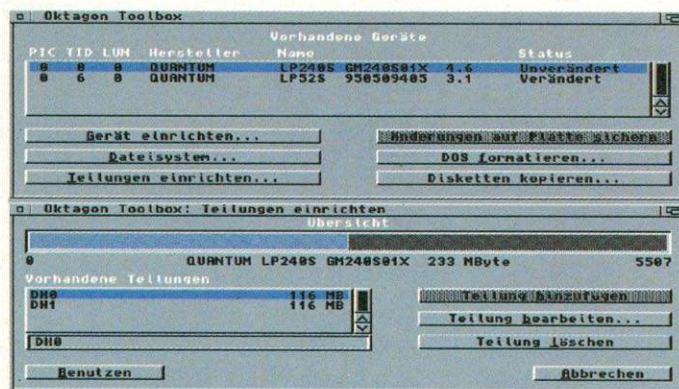 Oktagon Toolbox
Vorhandene Geräte
PIC TID LUN Hersteller Name Status
0 0 0 QUANTUM LP240S GM240S01X 4.6 Unverändert
0 6 0 QUANTUM LP52S 950509405 3.1 Verändert
Gerät einrichten... Änderungen auf Platte sichern
Dateisystem... DOS formatieren...
Teilungen einrichten... Disketten kopieren...
Oktagon Toolbox: Teilungen einrichten
Übersicht
0 QUANTUM LP240S GM240S01X 233 MByte 5507
Vorhandene Teilungen
DH0 116 MB Teilung hinzufügen
DH1 116 MB
Teilung bearbeiten...
DH0 Teilung löschen
Benutzen Abbrechen